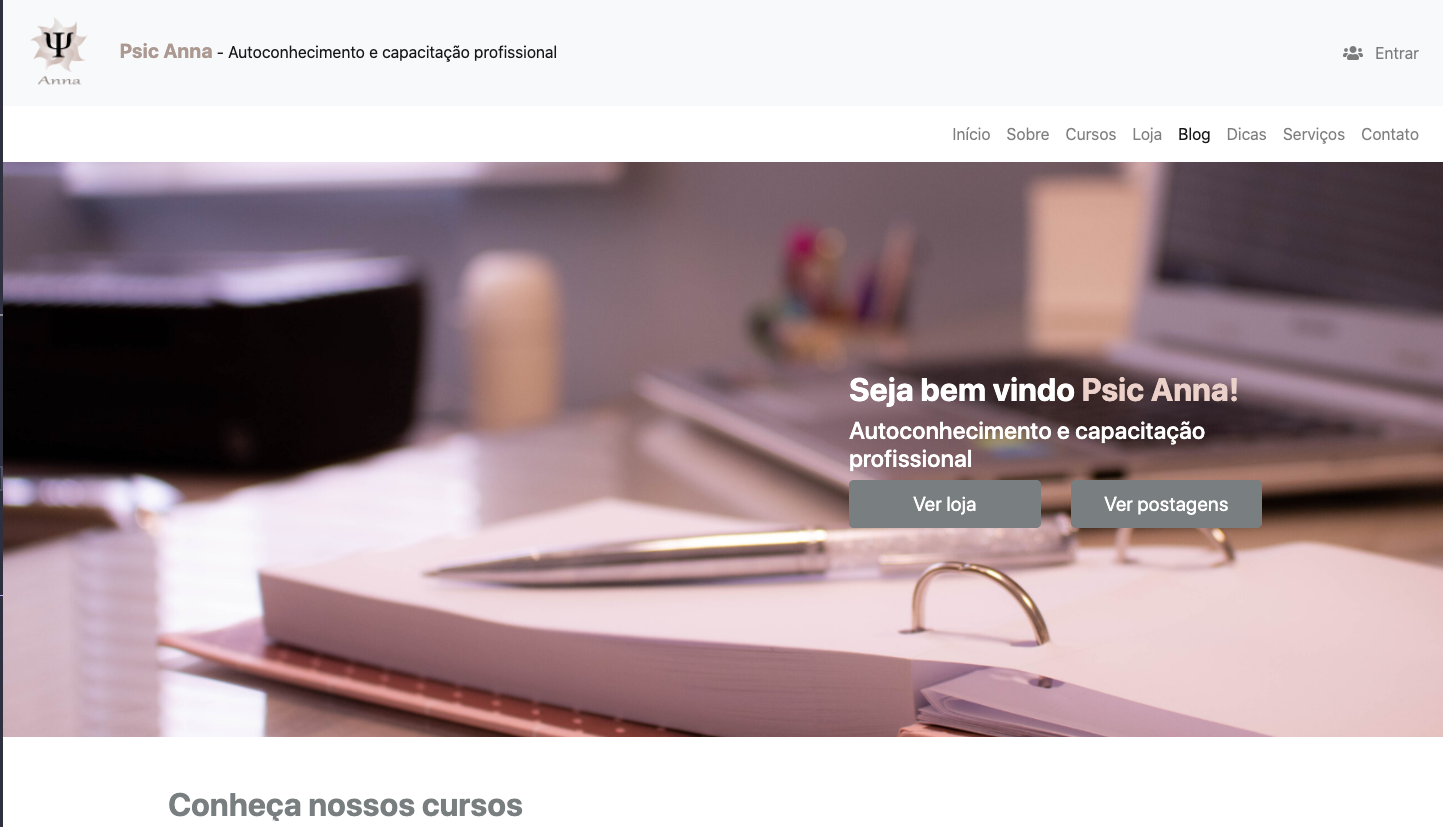 Ψ
Anna
Psic Anna - Autoconhecimento e capacitação profissional
Entrar
Início Sobre Cursos Loja Blog Dicas Serviços Contato
Seja bem vindo Psic Anna!
Autoconhecimento e capacitação
profissional
Ver loja Ver postagens
Conheça nossos cursos